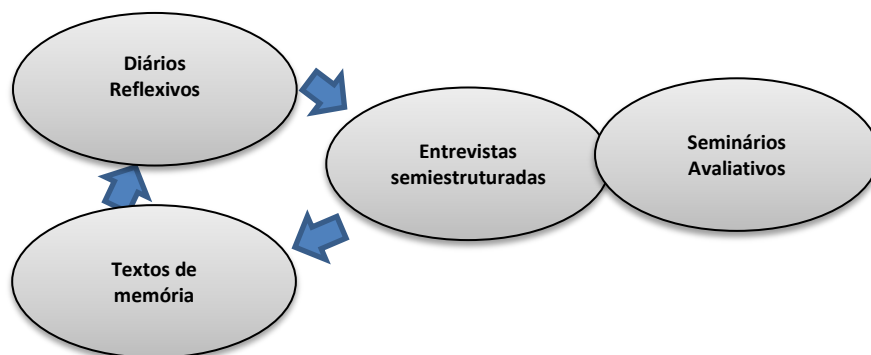 Diários
Reflexivos
Entrevistas
semiestruturadas
Seminários
Avaliativos
Textos de
memória